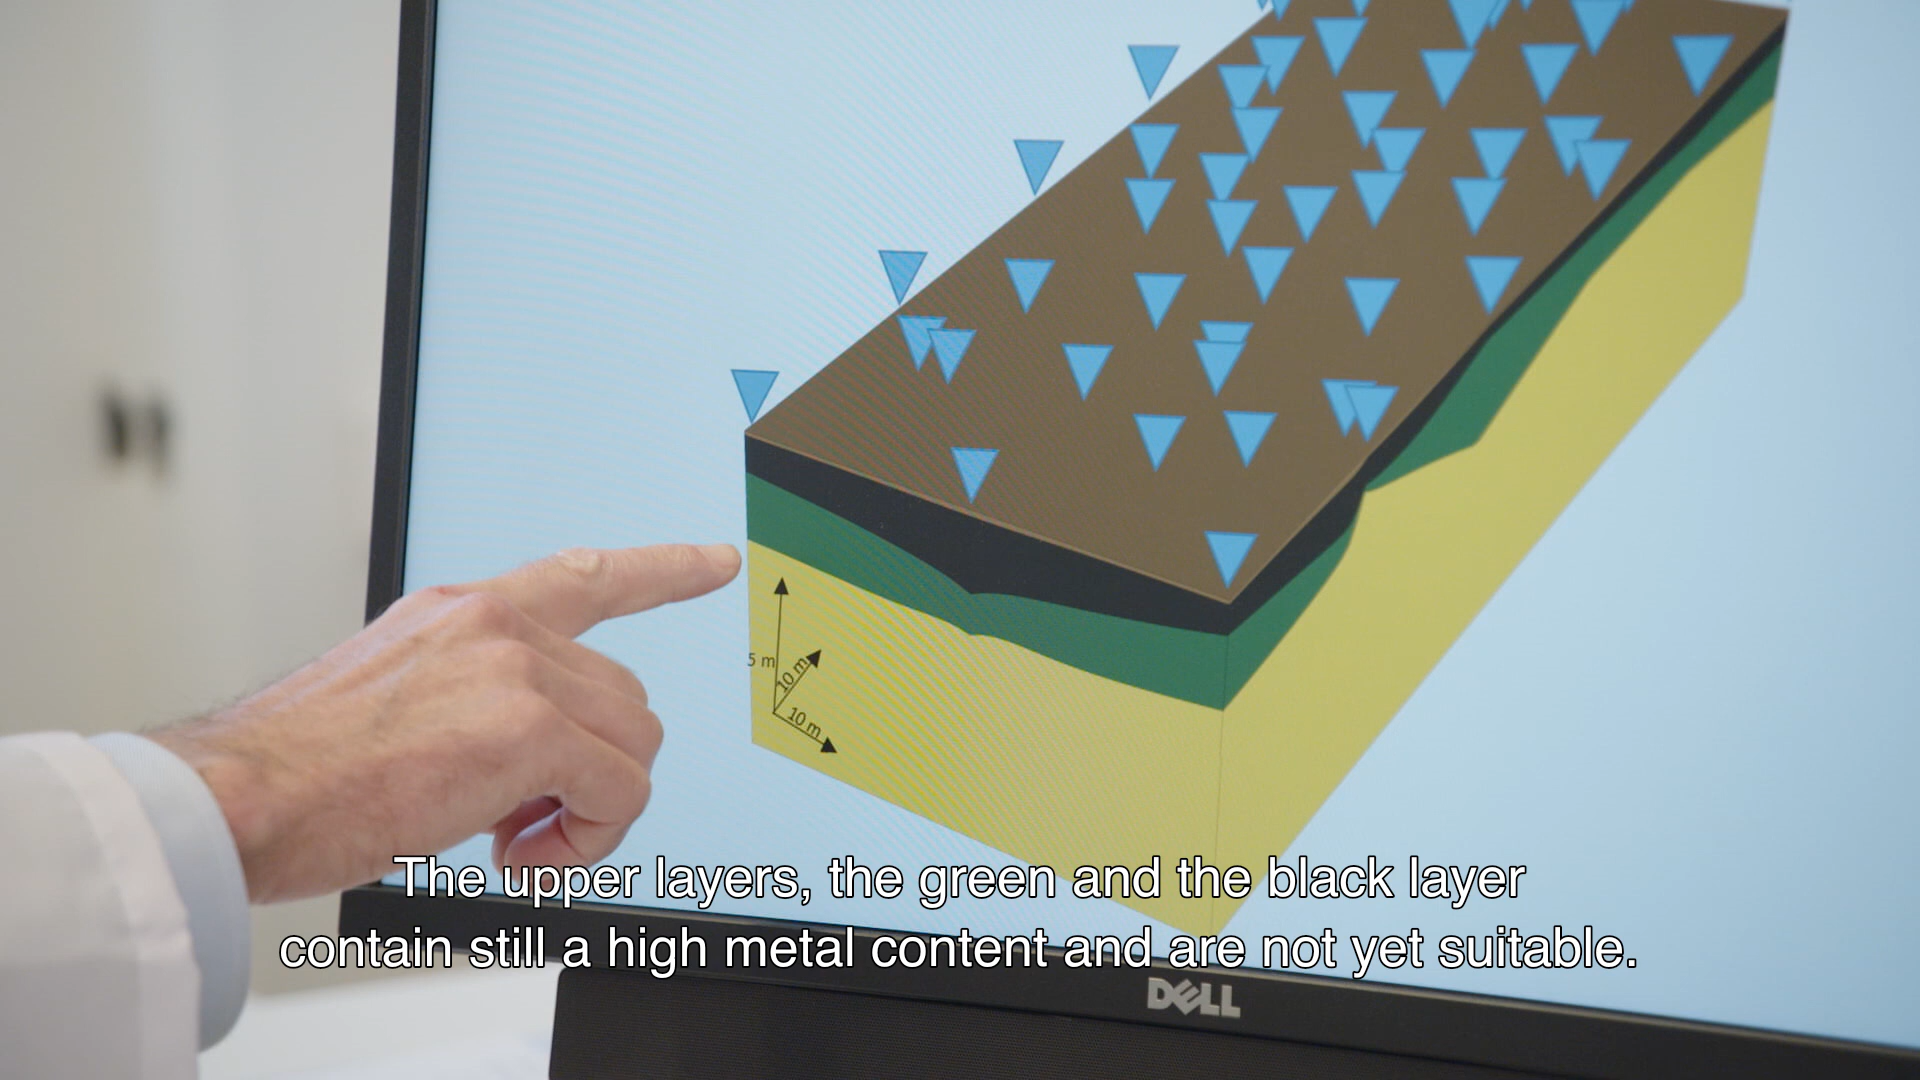 5 m
10 m
10 m
The upper layers, the green and the black layer
contain still a high metal content and are not yet suitable.
DELL